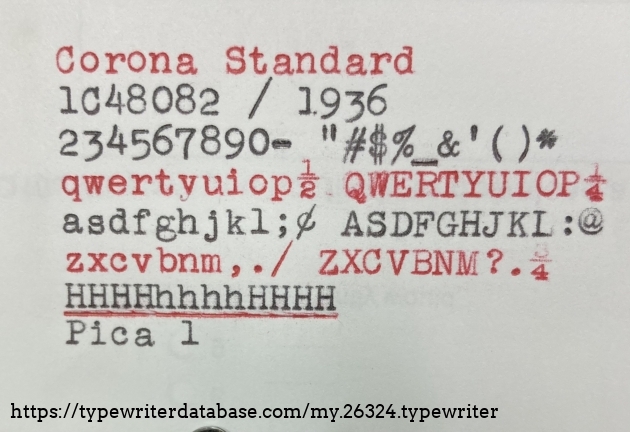 Corona Standard
1C48082 / 1936
234567890- "#$%_&'()*
qwertyuiop½ QWERTYUIOP¼
asdfghjkl;¢ ASDFGHJKL:@
zxcvbnm,./ ZXCVBNM?.¾
HHHHhhhhHHHH
Pica 1
https://typewriterdatabase.com/my.26324.typewriter